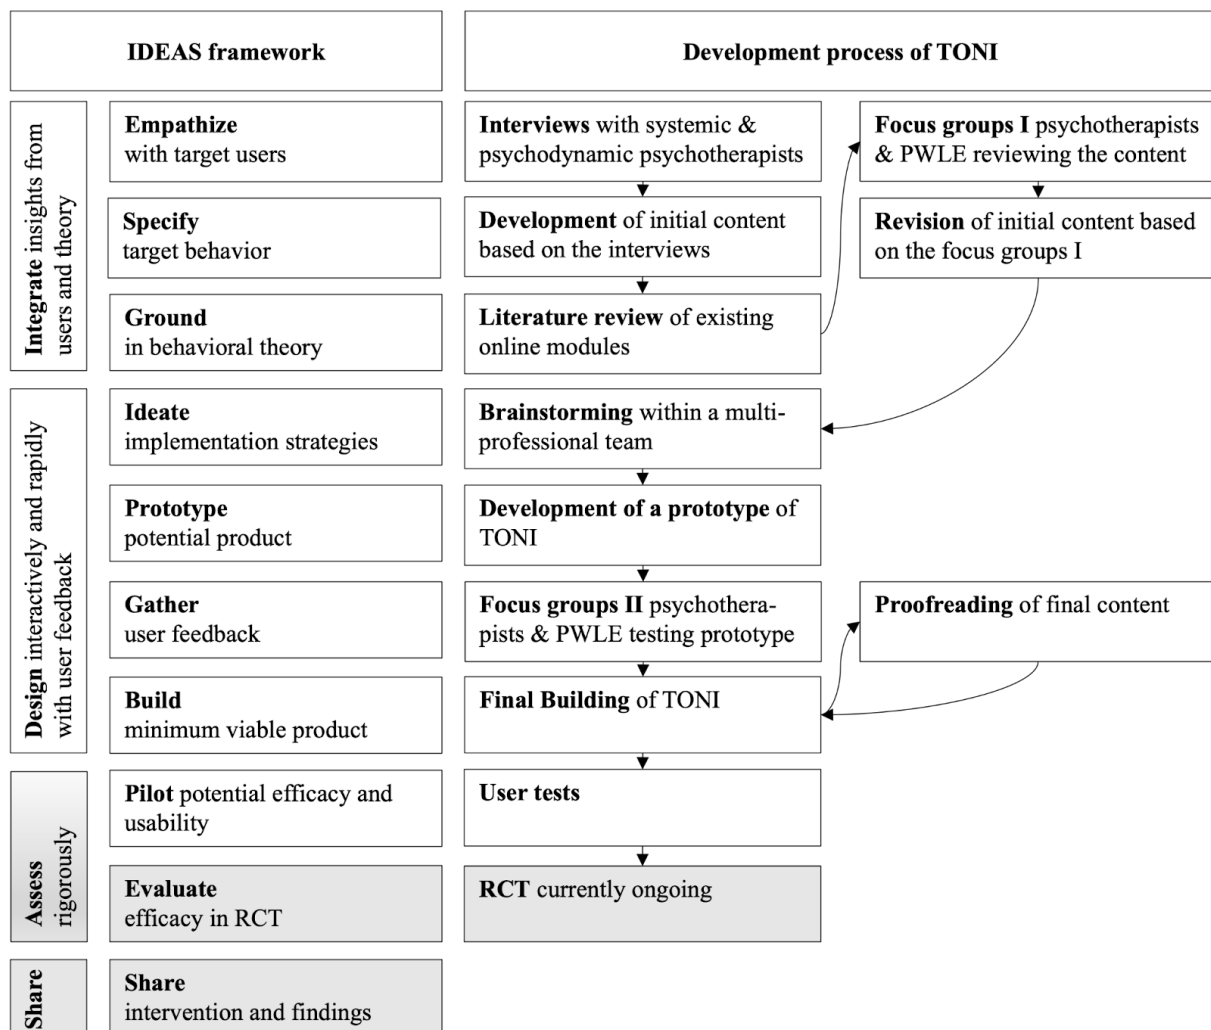 IDEAS framework
Development process of TONI
Integrate insights from
users and theory
Empathize
with target users
Interviews with systemic &
psychodynamic psychotherapists
Focus groups I psychotherapists
& PWLE reviewing the content
Specify
target behavior
Development of initial content
based on the interviews
Revision of initial content based
on the focus groups I
Ground
in behavioral theory
Literature review of existing
online modules
Design interactively and rapidly
with user feedback
Ideate
implementation strategies
Brainstorming within a multi-
professional team
Prototype
potential product
Development of a prototype of
TONI
Gather
user feedback
Focus groups II psychothera-
pists & PWLE testing prototype
Proofreading of final content
Build
minimum viable product
Final Building of TONI
Assess
rigorously
Pilot potential efficacy and
usability
User tests
Evaluate
efficacy in RCT
RCT currently ongoing
Share
Share
intervention and findings